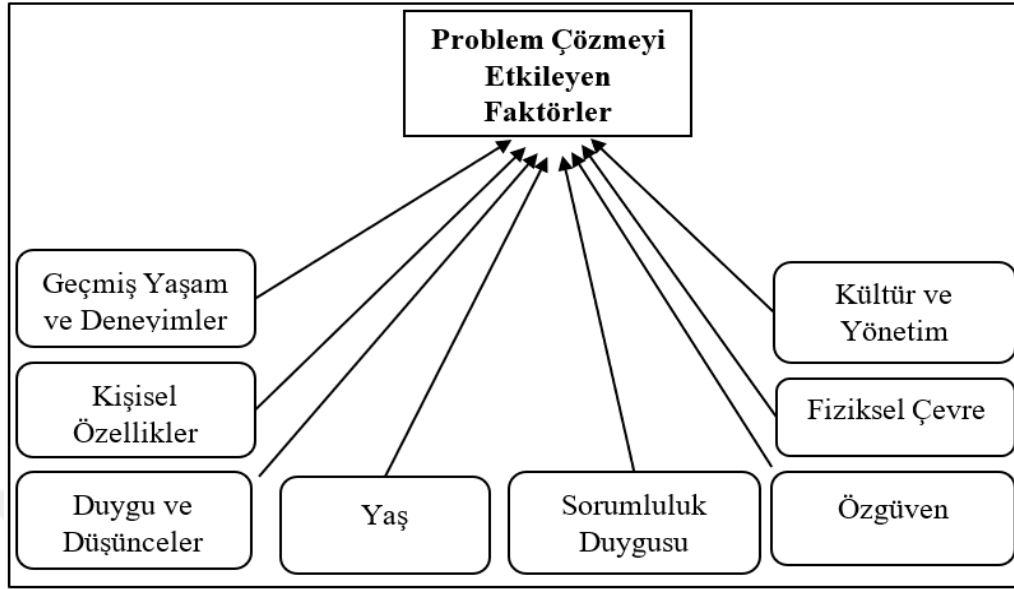 Problem Çözmeyi
Etkileyen
Faktörler
Geçmiş Yaşam
ve Deneyimler
Kişisel
Özellikler
Duygu ve
Düşünceler
Yaş
Sorumluluk
Duygusu
Kültür ve
Yönetim
Fiziksel Çevre
Özgüven